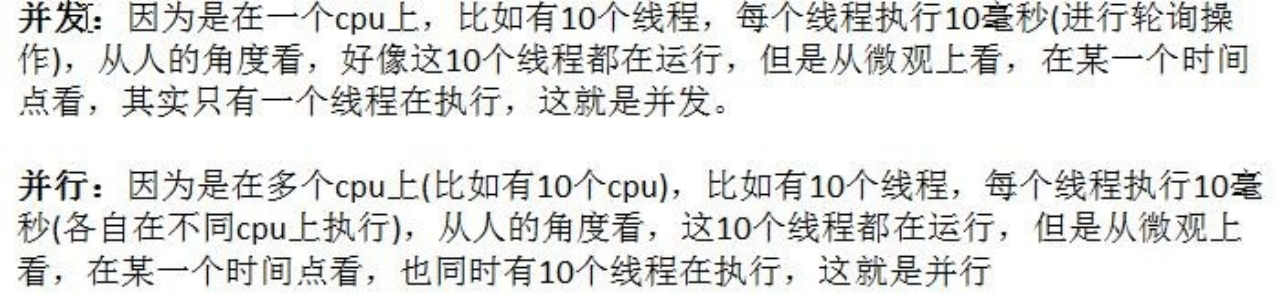 并发：因为是在一个cpu上，比如有10个线程，每个线程执行10毫秒(进行轮询操
作)，从人的角度看，好像这10个线程都在运行，但是从微观上看，在某一个时间
点看，其实只有一个线程在执行，这就是并发。
并行：因为是在多个cpu上(比如有10个cpu)，比如有10个线程，每个线程执行10毫
秒(各自在不同cpu上执行)，从人的角度看，这10个线程都在运行，但是从微观上
看，在某一个时间点看，也同时有10个线程在执行，这就是并行